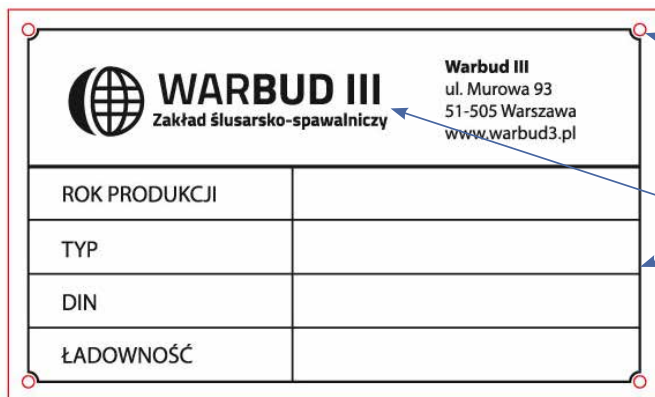 WARBUD III
Zakład ślusarsko-spawalniczy
Warbud III
ul. Murowa 93
51-505 Warszawa
www.warbud3.pl
ROK PRODUKCJI
TYP
DIN
ŁADOWNOŚĆ